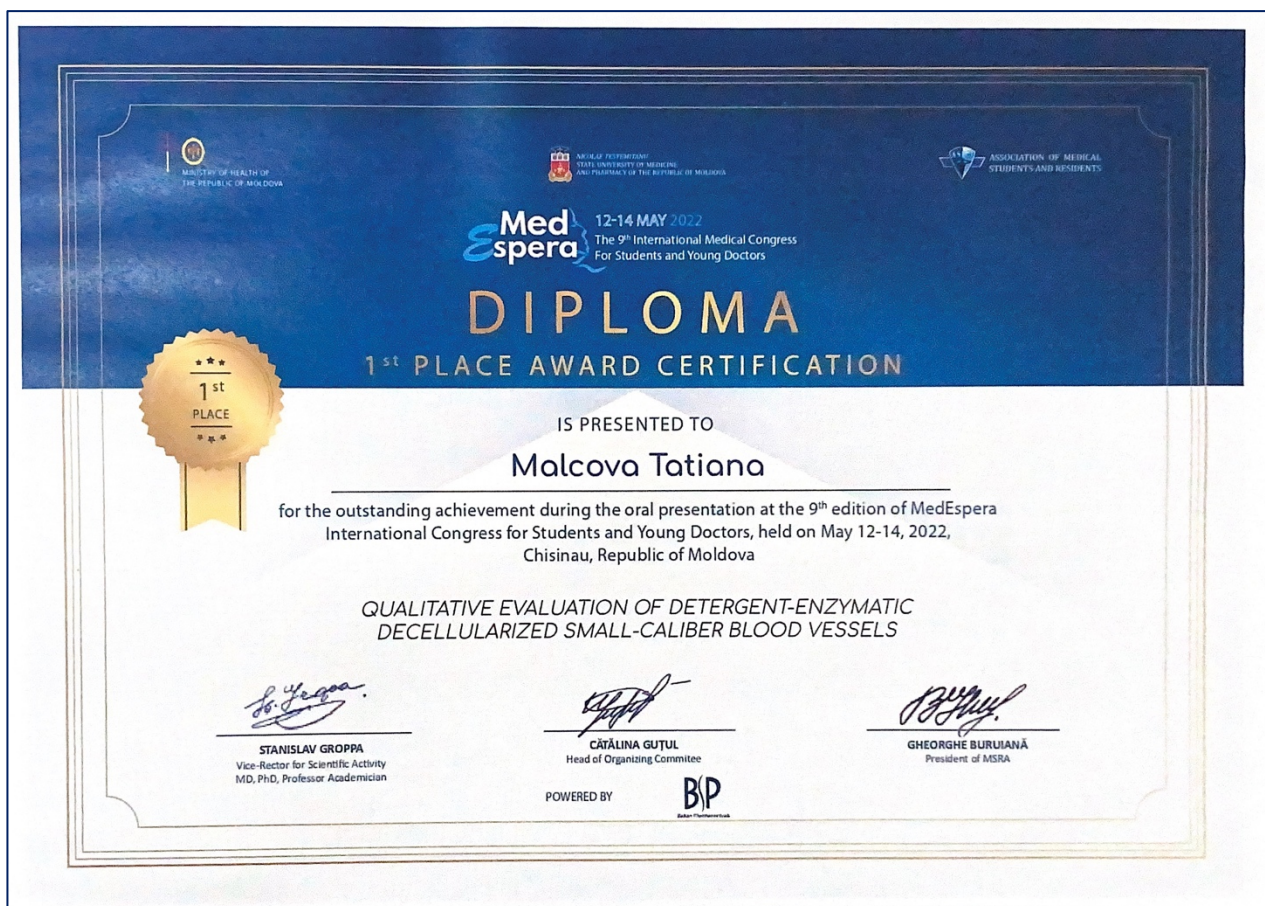 MINISTRY OF HEALTH OF
THE REPUBLIC OF MOLDOVA
NICOLAE TESTEMITANU
STATE UNIVERSITY OF MEDICINE
AND PHARMACY OF THE REPUBLIC OF MOLDOVA
ASSOCIATION OF MEDICAL
STUDENTS AND RESIDENTS
Med
Espera
12-14 MAY 2022
The 9th International Medical Congress
For Students and Young Doctors
DIPLOMA
1st PLACE AWARD CERTIFICATION
1st
PLACE
IS PRESENTED TO
Malcova Tatiana
for the outstanding achievement during the oral presentation at the 9th edition of MedEspera
International Congress for Students and Young Doctors, held on May 12-14, 2022,
Chisinau, Republic of Moldova
QUALITATIVE EVALUATION OF DETERGENT-ENZYMATIC
DECELLULARIZED SMALL-CALIBER BLOOD VESSELS
STANISLAV GROPPA
Vice-Rector for Scientific Activity
MD, PhD, Professor Academician
CĂTĂLINA GUȚUL
Head of Organizing Commitee
GHEORGHE BURUIANĂ
President of MSRA
POWERED BY
BSP